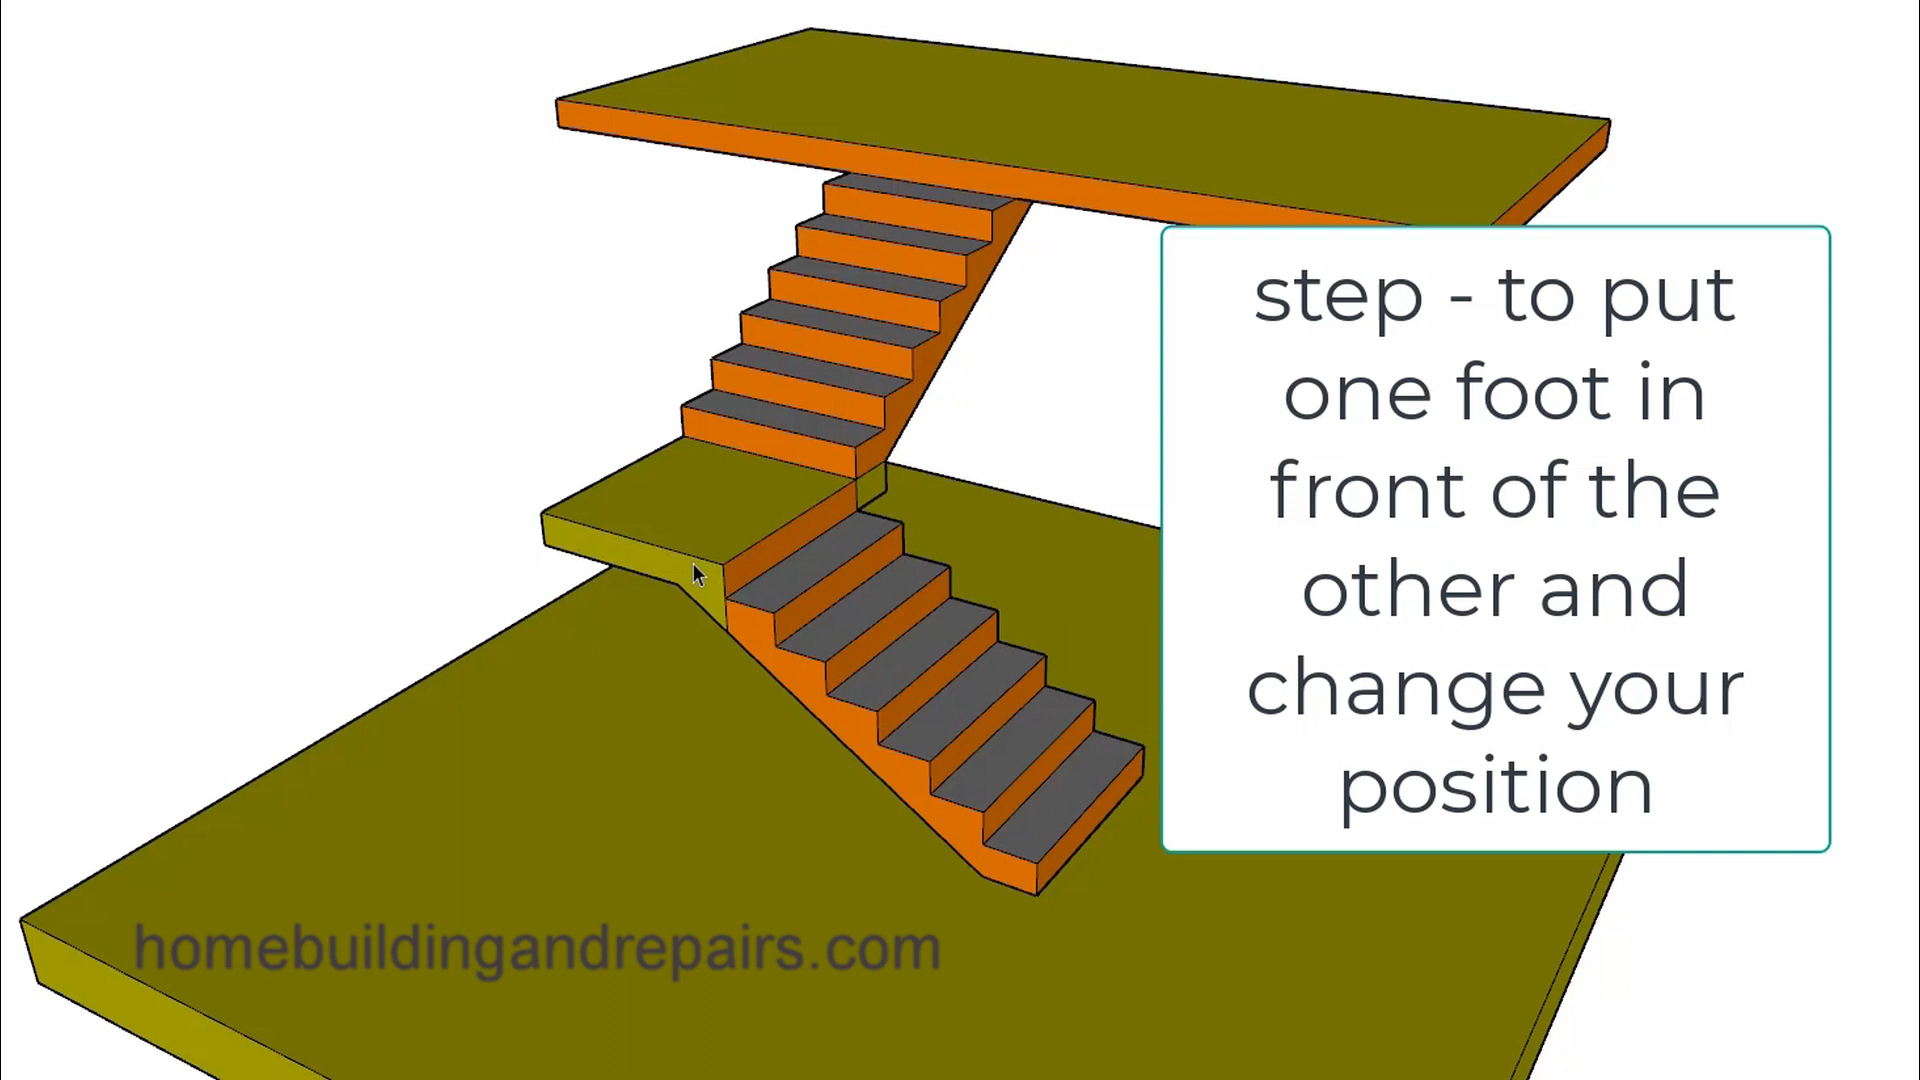 step - to put
one foot in
front of the
other and
change your
position
homebuildingandrepairs.com